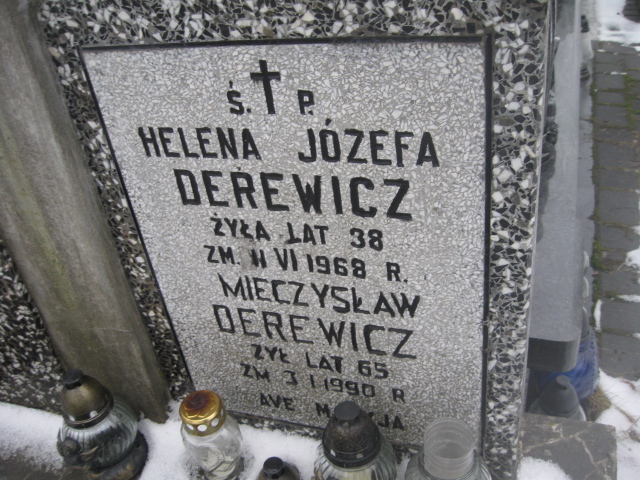 Ś. P.
HELENA JÓZEFA
DEREWICZ
ŻYŁA LAT 38
ZM. 11 VI 1968 R.
MIECZYSŁAW
DEREWICZ
ŻYŁ LAT 65
ZM 3 I 1990 R
AVE